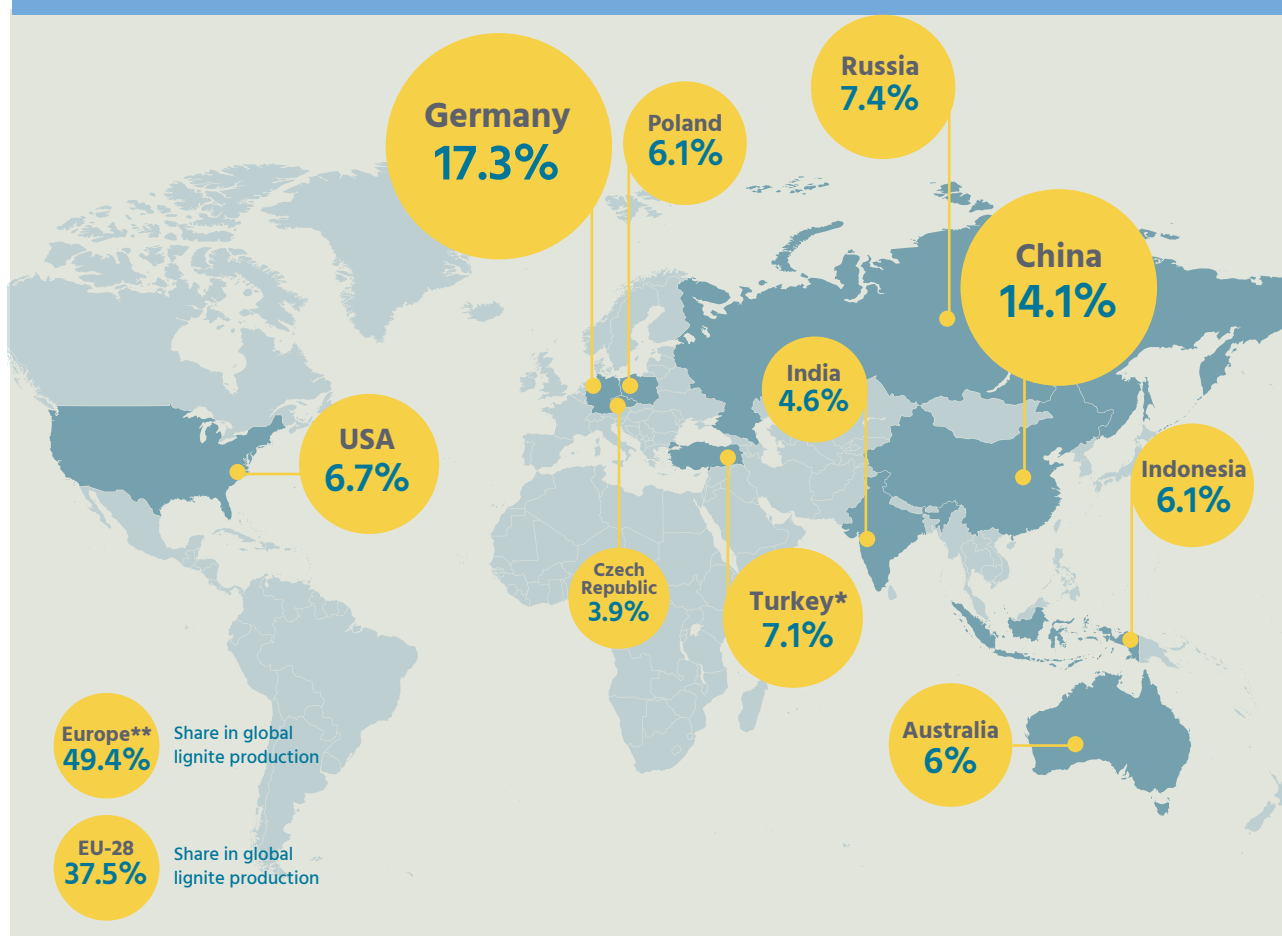 Germany
17.3%
Poland
6.1%
Russia
7.4%
China
14.1%
India
4.6%
USA
6.7%
Indonesia
6.1%
Czech
Republic
3.9%
Turkey*
7.1%
Australia
6%
Europe**
49.4%
Share in global
lignite production
EU-28
37.5%
Share in global
lignite production